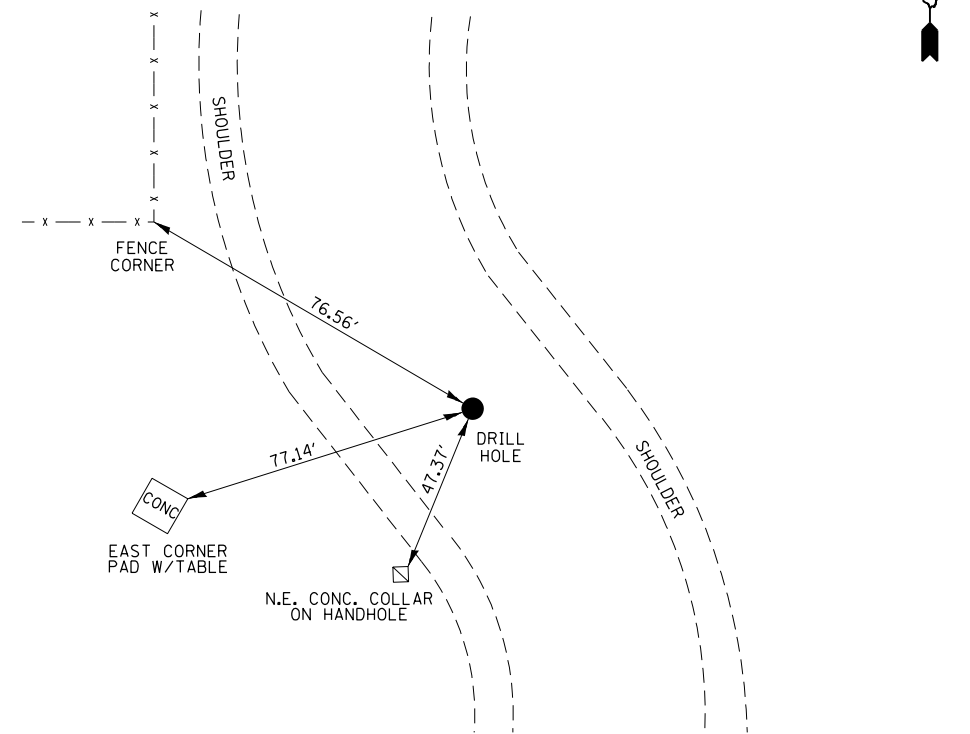 SHOULDER
FENCE
CORNER
76.56'
DRILL
HOLE
77.14'
47.37'
SHOULDER
CONC
EAST CORNER
PAD W/TABLE
N.E. CONC. COLLAR
ON HANDHOLE